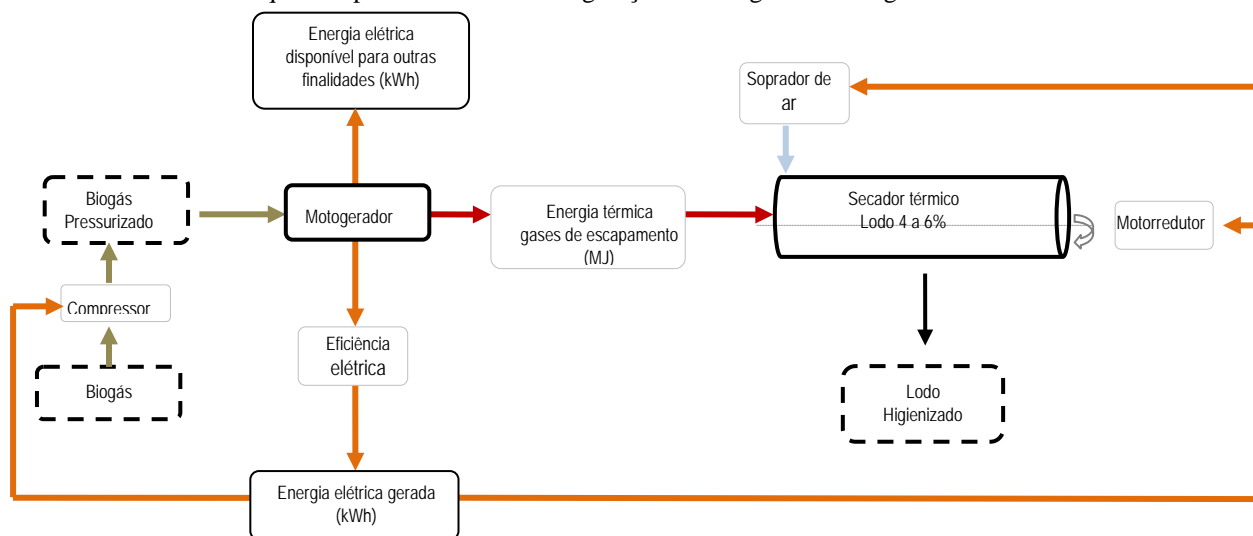 Energia elétrica
disponível para outras
finalidades (kWh)
Soprador de
ar
Biogás
Pressurizado
Motogerador
Energia térmica
gases de escapamento
(MJ)
Secador térmico
Lodo 4 a 6%
Motorredutor
Compressor
Eficiência
elétrica
Biogás
Lodo
Higienizado
Energia elétrica gerada
(kWh)